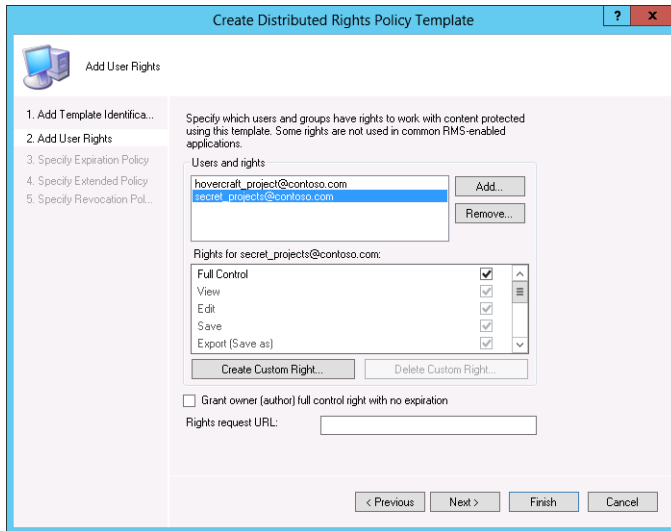 Create Distributed Rights Policy Template
?
x
Add User Rights
1. Add Template Identifica...
2. Add User Rights
3. Specify Expiration Policy
4. Specify Extended Policy
5. Specify Revocation Pol...
Specify which users and groups have rights to work with content protected
using this template. Some rights are not used in common RMS-enabled
applications.
Users and rights
hovercraft_project@contoso.com
secret_projects@contoso.com
Add...
Remove...
Rights for secret_projects@contoso.com:
Full Control
View
Edit
Save
Export (Save as)
Create Custom Right...
Delete Custom Right...
Grant owner (author) full control right with no expiration
Rights request URL:
< Previous
Next >
Finish
Cancel